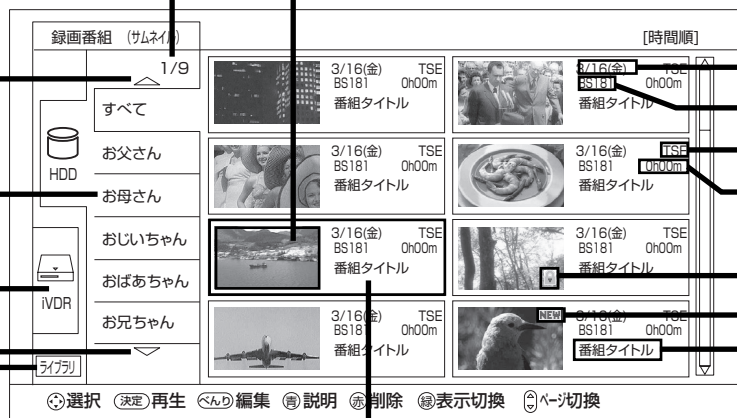 録画番組 (サムネイル)
[時間順]
1/9
すべて
お父さん
お母さん
おじいちゃん
おばあちゃん
お兄ちゃん
HDD
iVDR
ライブラリ
3/16(金) TSE
BS181 0h00m
番組タイトル
3/16(金) TSE
BS181 0h00m
番組タイトル
3/16(金) TSE
BS181 0h00m
番組タイトル
3/16(金) TSE
BS181 0h00m
番組タイトル
3/16(金) TSE
BS181 0h00m
番組タイトル
3/16(金) TSE
BS181 0h00m
番組タイトル
3/16(金) TSE
BS181 0h00m
番組タイトル
NEW
3/16(金) TSE
BS181 0h00m
番組タイトル
選択 決定 再生 べんり 編集 青 説明 赤 削除 緑 表示切換 ページ切換